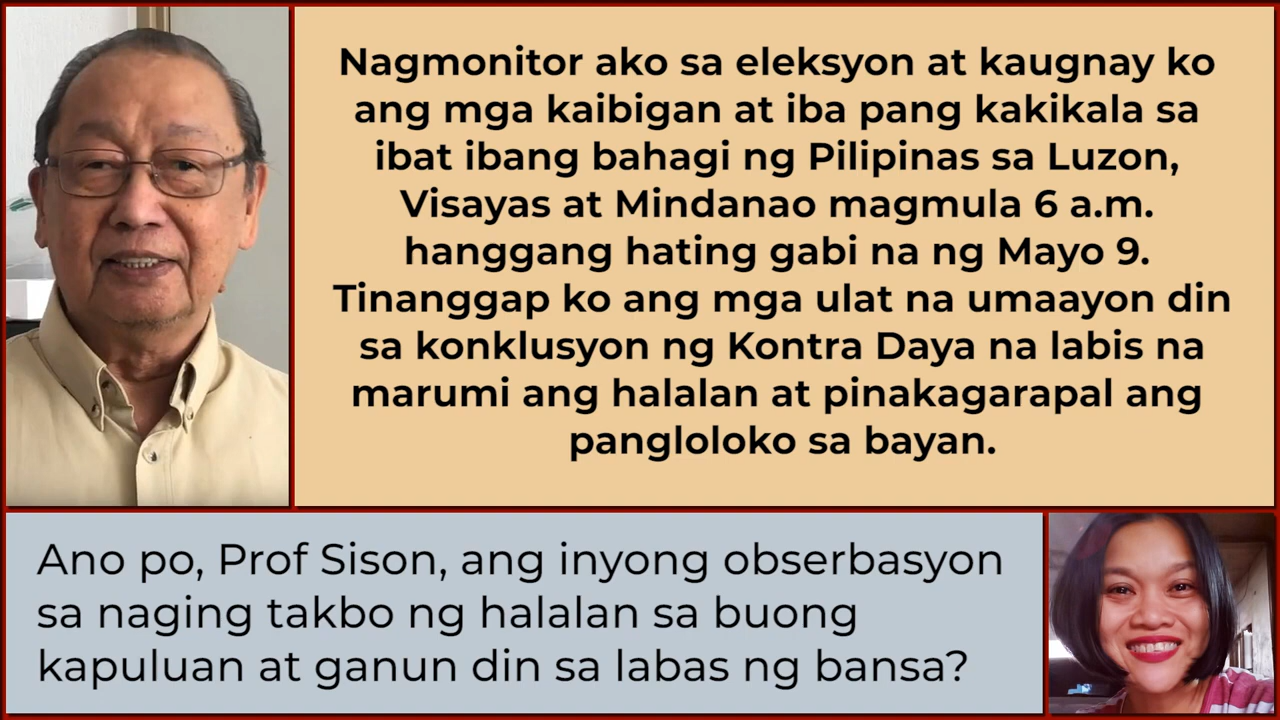 Nagmonitor ako sa eleksyon at kaugnay ko
ang mga kaibigan at iba pang kakikala sa
ibat ibang bahagi ng Pilipinas sa Luzon,
Visayas at Mindanao magmula 6 a.m.
hanggang hating gabi na ng Mayo 9.
Tinanggap ko ang mga ulat na umaayon din
sa konklusyon ng Kontra Daya na labis na
marumi ang halalan at pinakagarapal ang
pangloloko sa bayan.
Ano po, Prof Sison, ang inyong obserbasyon
sa naging takbo ng halalan sa buong
kapuluan at ganun din sa labas ng bansa?